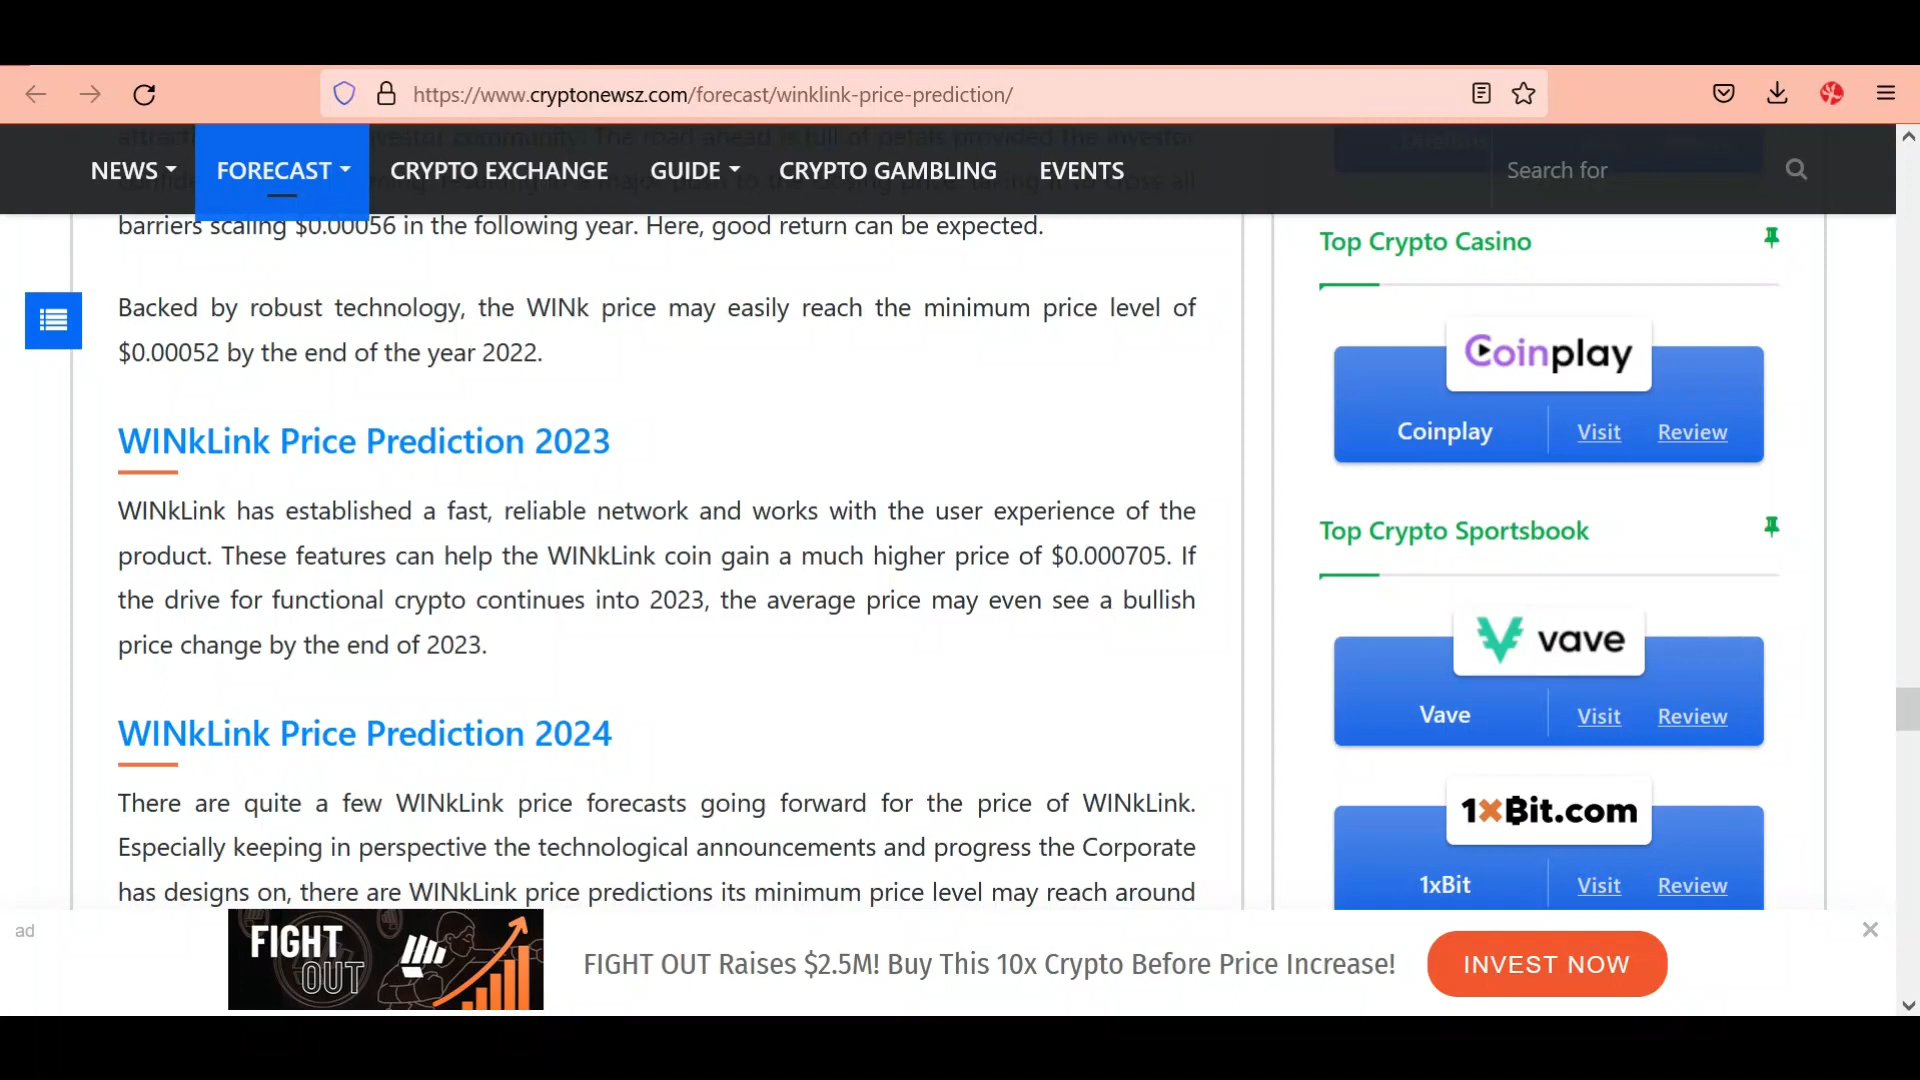 https://www.cryptonewsz.com/forecast/winklink-price-prediction/
NEWS
FORECAST
CRYPTO EXCHANGE
GUIDE
CRYPTO GAMBLING
EVENTS
Search for
barriers scaling $0.00056 in the following year. Here, good return can be expected.
Backed by robust technology, the WINk price may easily reach the minimum price level of
$0.00052 by the end of the year 2022.
WINkLink Price Prediction 2023
WINkLink has established a fast, reliable network and works with the user experience of the
product. These features can help the WINkLink coin gain a much higher price of $0.000705. If
the drive for functional crypto continues into 2023, the average price may even see a bullish
price change by the end of 2023.
WINkLink Price Prediction 2024
There are quite a few WINkLink price forecasts going forward for the price of WINkLink.
Especially keeping in perspective the technological announcements and progress the Corporate
has designs on, there are WINkLink price predictions its minimum price level may reach around
Top Crypto Casino
Coinplay
Coinplay Visit Review
Top Crypto Sportsbook
vave
Vave Visit Review
1xBit.com
1xBit Visit Review
ad
FIGHT
OUT
FIGHT OUT Raises $2.5M! Buy This 10x Crypto Before Price Increase!
INVEST NOW